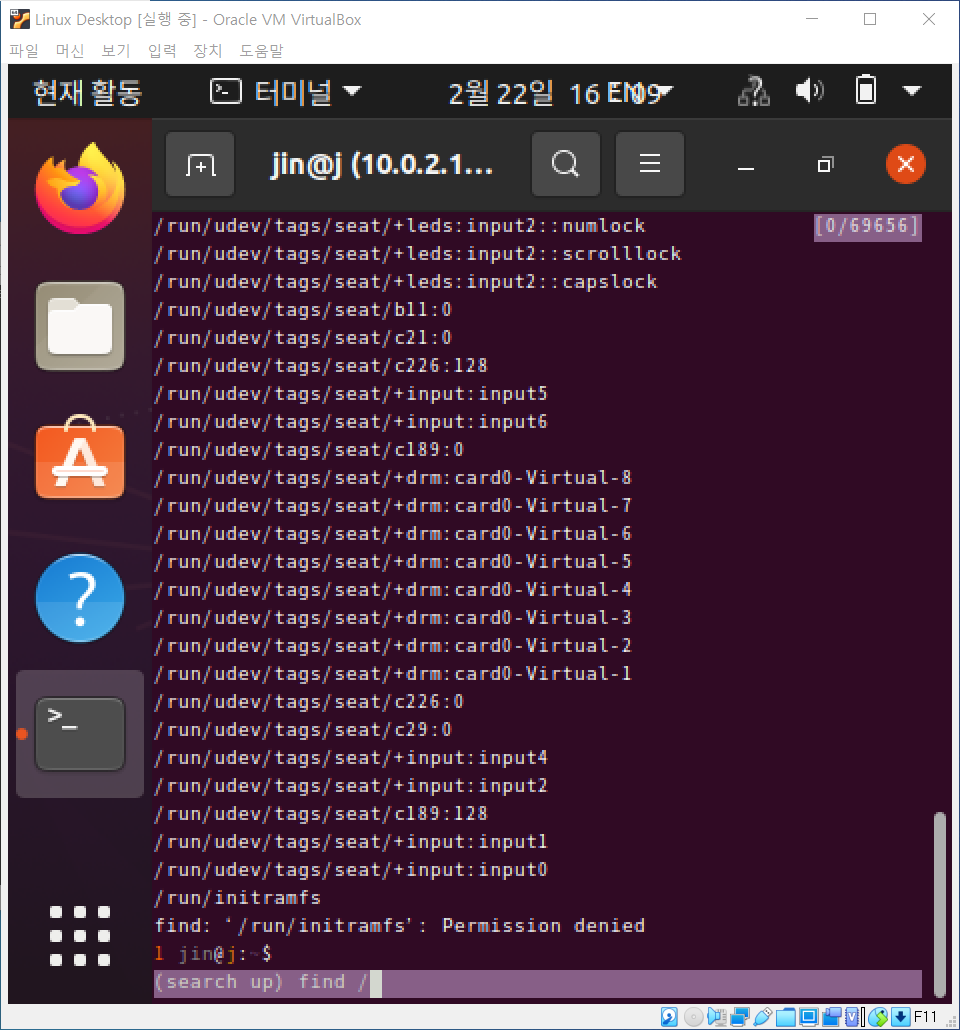 Linux Desktop [실행 중] - Oracle VM VirtualBox
파일 머신 보기 입력 장치 도움말
현재 활동 터미널 2월 22일 16 EN 09
jin@j (10.0.2.1...
/run/udev/tags/seat/+leds:input2::numlock [0/69656]
/run/udev/tags/seat/+leds:input2::scrolllock
/run/udev/tags/seat/+leds:input2::capslock
/run/udev/tags/seat/b11:0
/run/udev/tags/seat/c21:0
/run/udev/tags/seat/c226:128
/run/udev/tags/seat/+input:input5
/run/udev/tags/seat/+input:input6
/run/udev/tags/seat/c189:0
/run/udev/tags/seat/+drm:card0-Virtual-8
/run/udev/tags/seat/+drm:card0-Virtual-7
/run/udev/tags/seat/+drm:card0-Virtual-6
/run/udev/tags/seat/+drm:card0-Virtual-5
/run/udev/tags/seat/+drm:card0-Virtual-4
/run/udev/tags/seat/+drm:card0-Virtual-3
/run/udev/tags/seat/+drm:card0-Virtual-2
/run/udev/tags/seat/+drm:card0-Virtual-1
/run/udev/tags/seat/c226:0
/run/udev/tags/seat/c29:0
/run/udev/tags/seat/+input:input4
/run/udev/tags/seat/+input:input2
/run/udev/tags/seat/c189:128
/run/udev/tags/seat/+input:input1
/run/udev/tags/seat/+input:input0
/run/initramfs
find: ‘/run/initramfs’: Permission denied
1 jin@j:~$
(search up) find /
F11